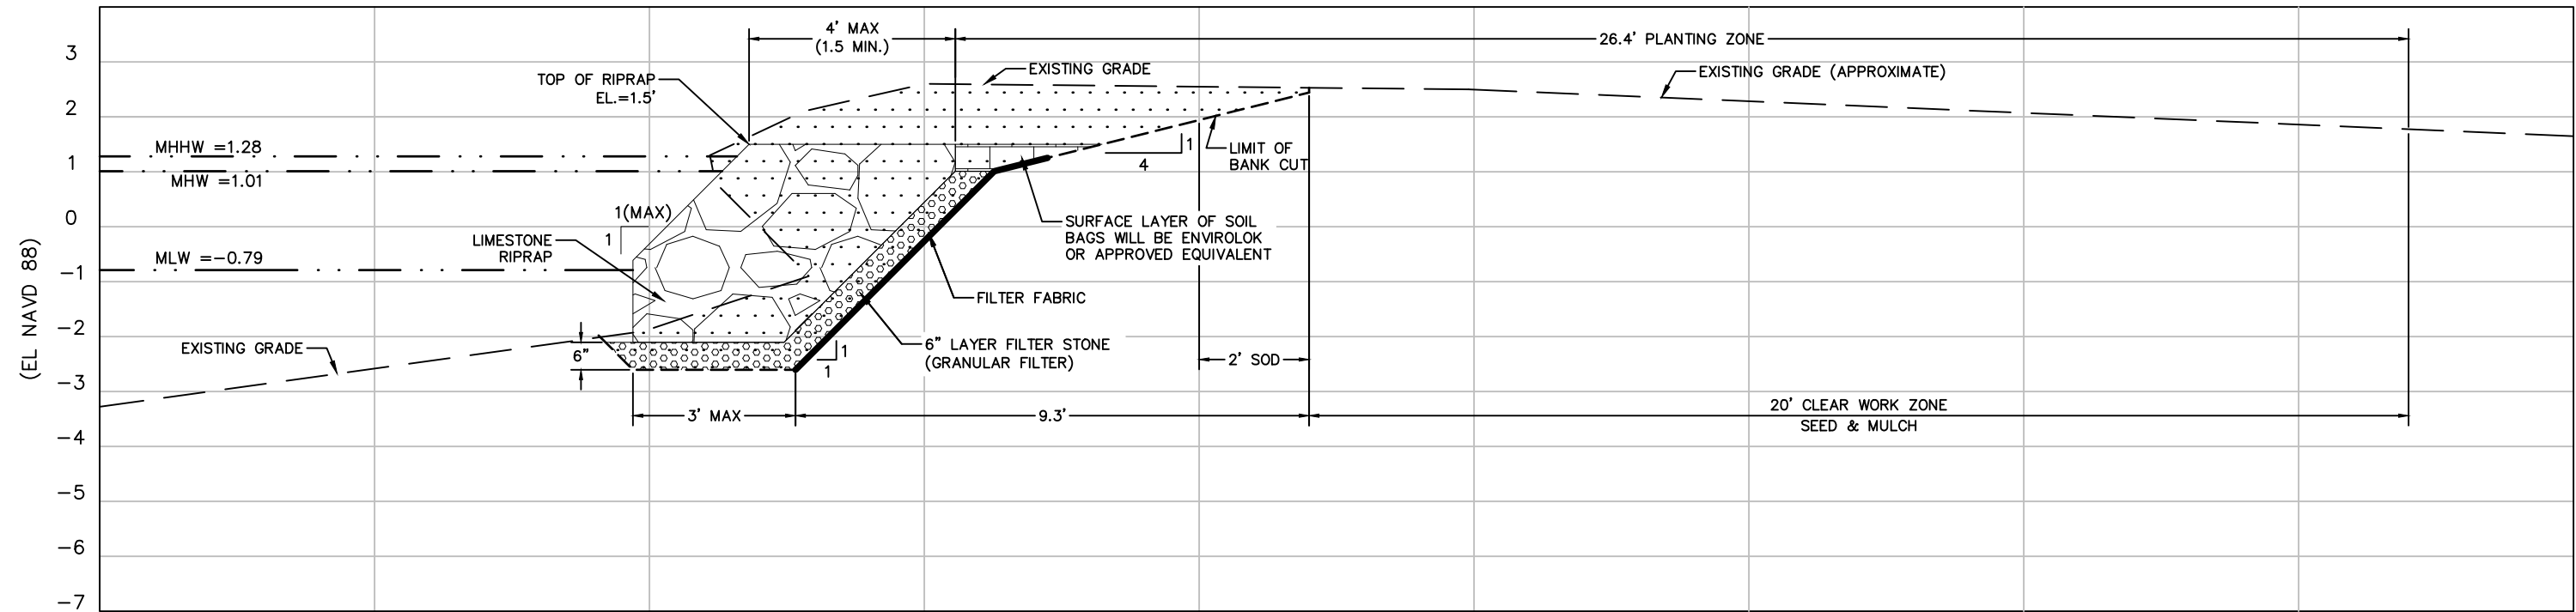 4' MAX
(1.5 MIN.)
26.4' PLANTING ZONE
3
TOP OF RIPRAP
EL.=1.5'
EXISTING GRADE
EXISTING GRADE (APPROXIMATE)
2
MHHW =1.28
1
MHW =1.01
1
4
LIMIT OF
BANK CUT
0
1(MAX)
1
SURFACE LAYER OF SOIL
BAGS WILL BE ENVIROLOK
OR APPROVED EQUIVALENT
LIMESTONE
RIPRAP
(EL NAVD 88)
MLW =-0.79
-1
FILTER FABRIC
-2
EXISTING GRADE
6"
1
1
6" LAYER FILTER STONE
(GRANULAR FILTER)
2' SOD
-3
3' MAX
9.3'
20' CLEAR WORK ZONE
SEED & MULCH
-4
-5
-6
-7